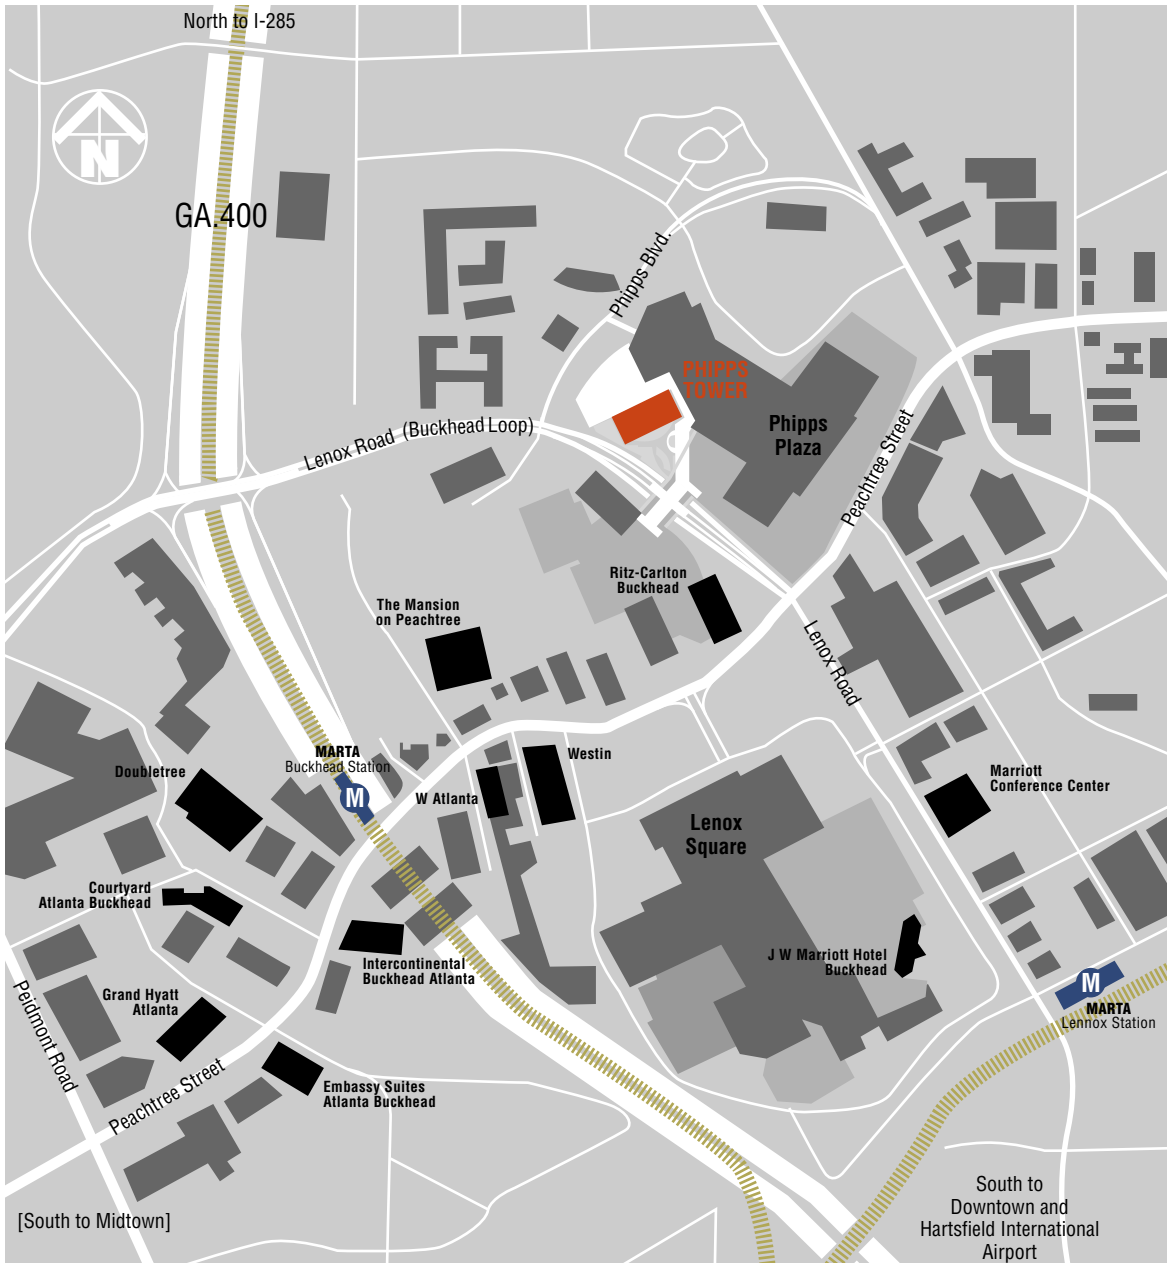 North to I-285
N
GA.400
Phipps Blvd.
PHIPPS
TOWER
Phipps
Plaza
Lenox Road (Buckhead Loop)
Peachtree Street
Ritz-Carlton
Buckhead
The Mansion
on Peachtree
Lenox Road
MARTA
Buckhead Station
M
Westin
Doubletree
W Atlanta
Marriott
Conference Center
Lenox
Square
Courtyard
Atlanta Buckhead
J W Marriott Hotel
Buckhead
Intercontinental
Buckhead Atlanta
M
MARTA
Lennox Station
Grand Hyatt
Atlanta
Peidmont Road
Peachtree Street
Embassy Suites
Atlanta Buckhead
[South to Midtown]
South to
Downtown and
Hartsfield International
Airport